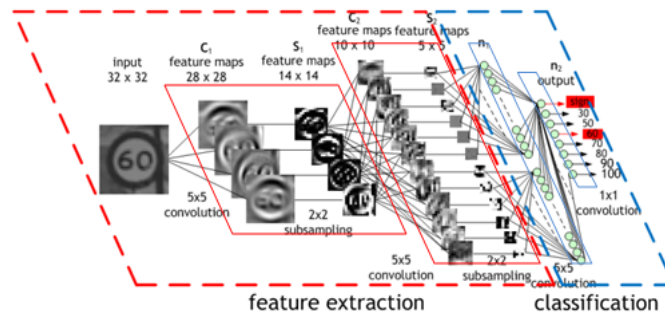 C₂
feature maps
10 x 10
S₂
feature maps
5 x 5
C₁
feature maps
28 x 28
S₁
feature maps
14 x 14
input
32 x 32
n₁
n₂
output
sign
30
50
60
70
80
90
100
60
5x5
convolution
2x2
subsampling
5x5
convolution
2x2
subsampling
1x1
convolution
5x5
convolution
feature extraction
classification